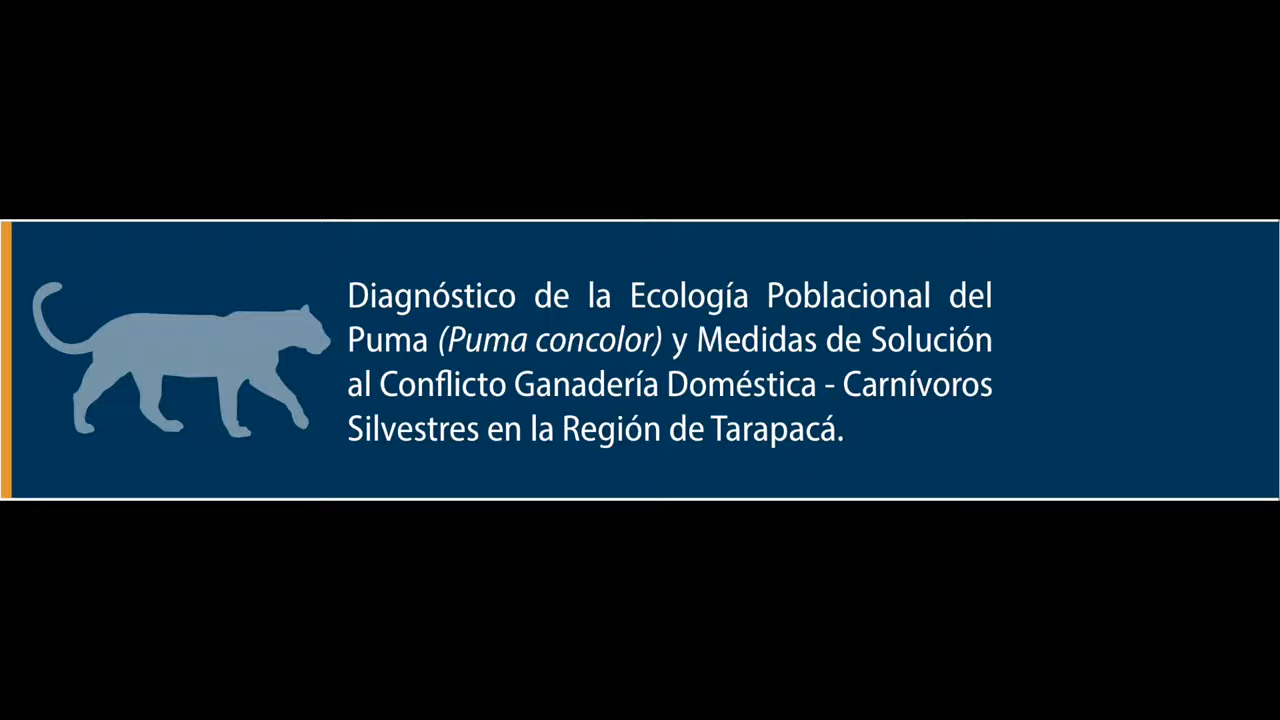 Diagnóstico de la Ecología Poblacional del
Puma (Puma concolor) y Medidas de Solución
al Conflicto Ganadería Doméstica - Carnívoros
Silvestres en la Región de Tarapacá.